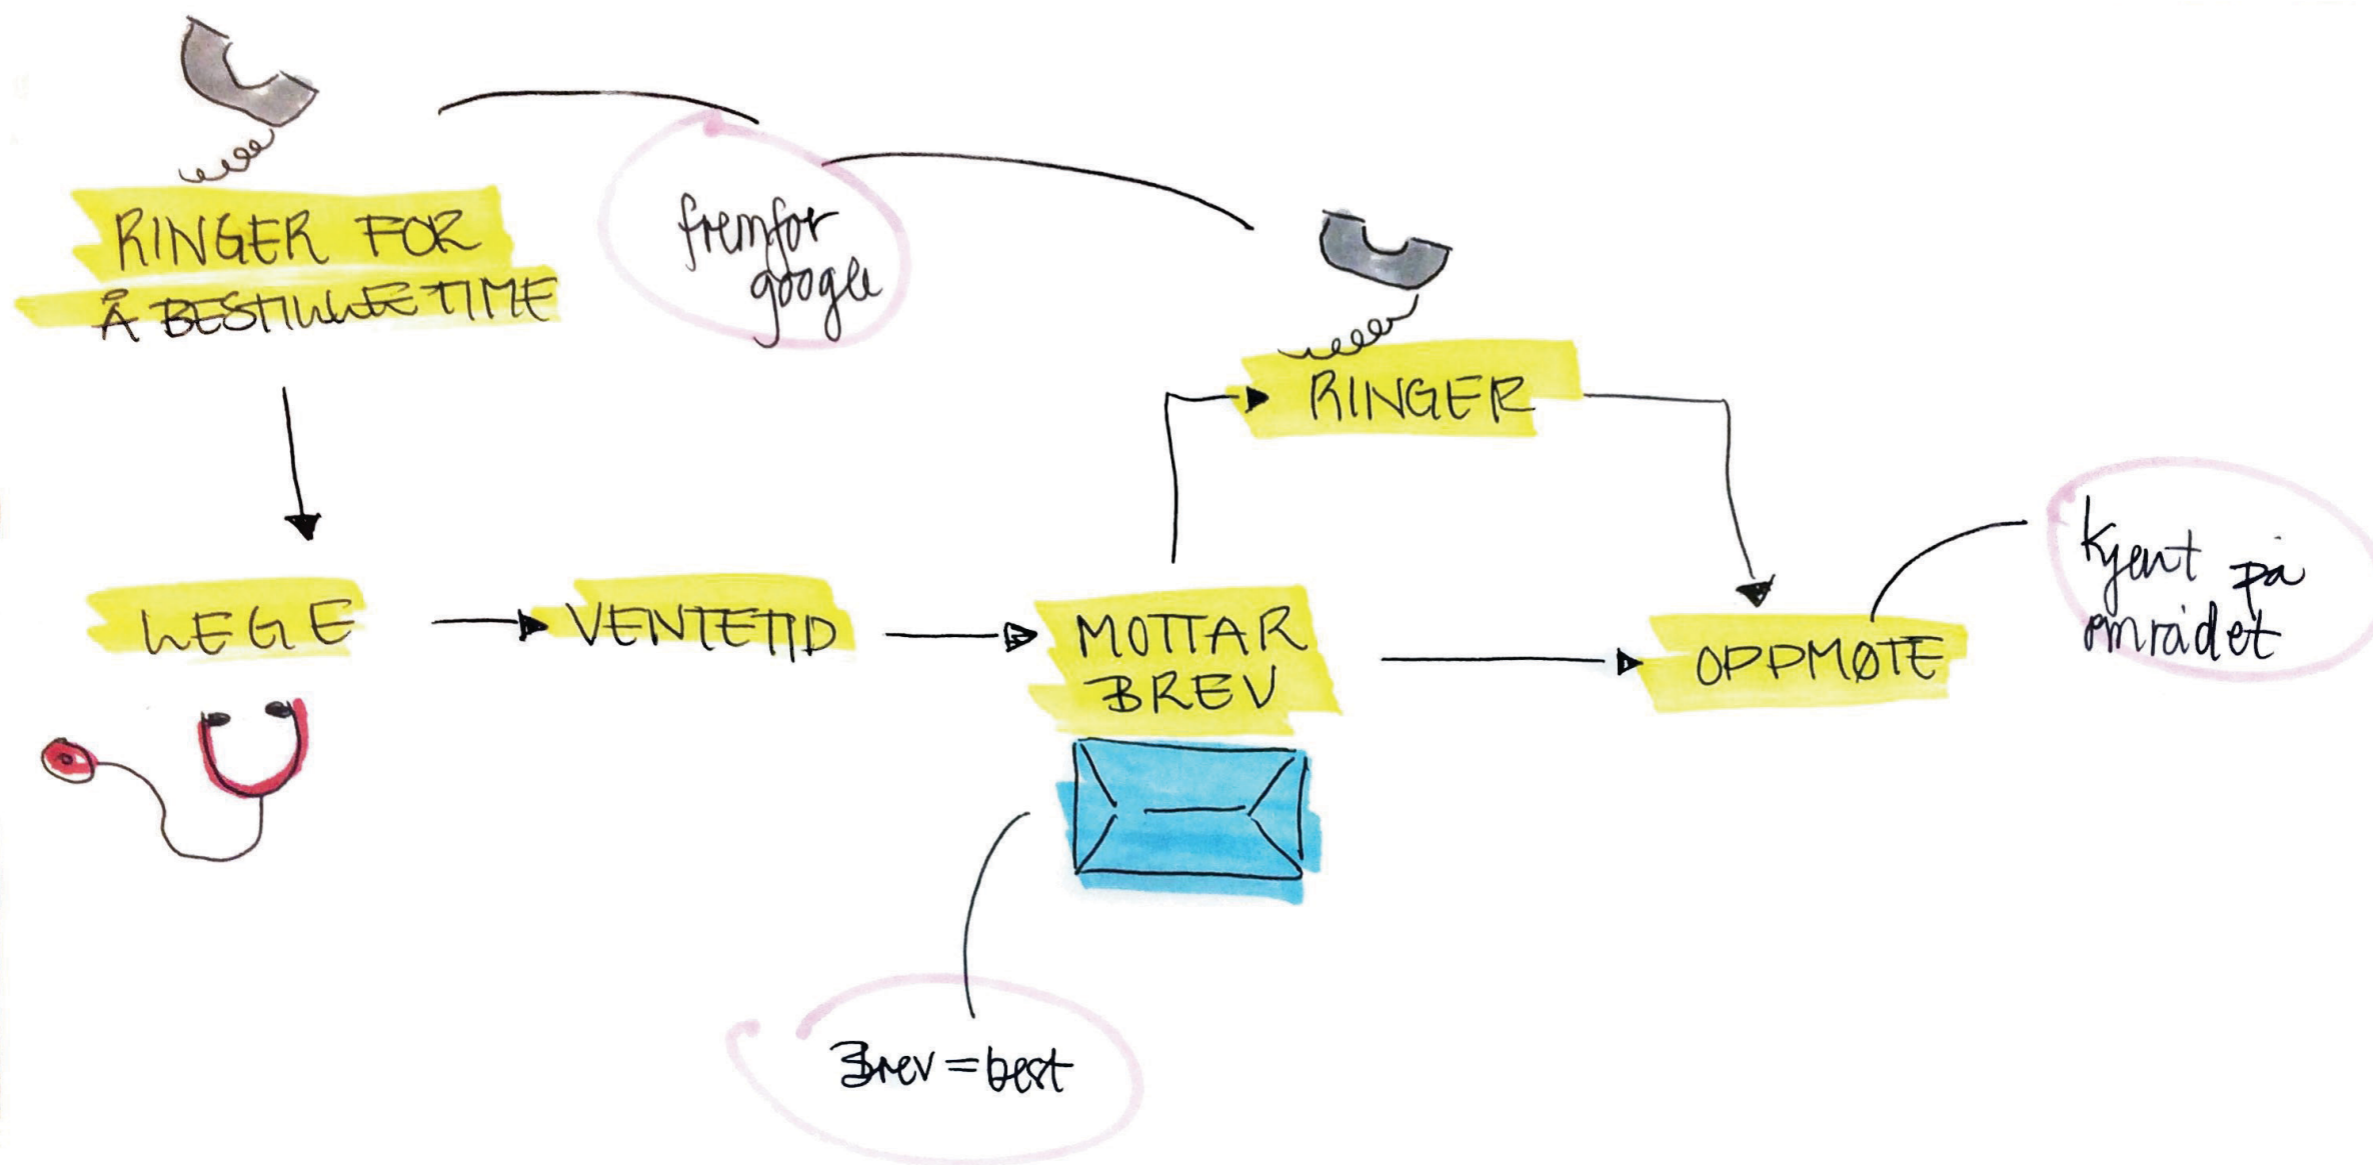 RINGER FOR
Å BESTILLE TIME
fremfor
google
RINGER
LEGE
VENTETID
MOTTAR
BREV
OPPMØTE
Kjent på
området
Brev = best